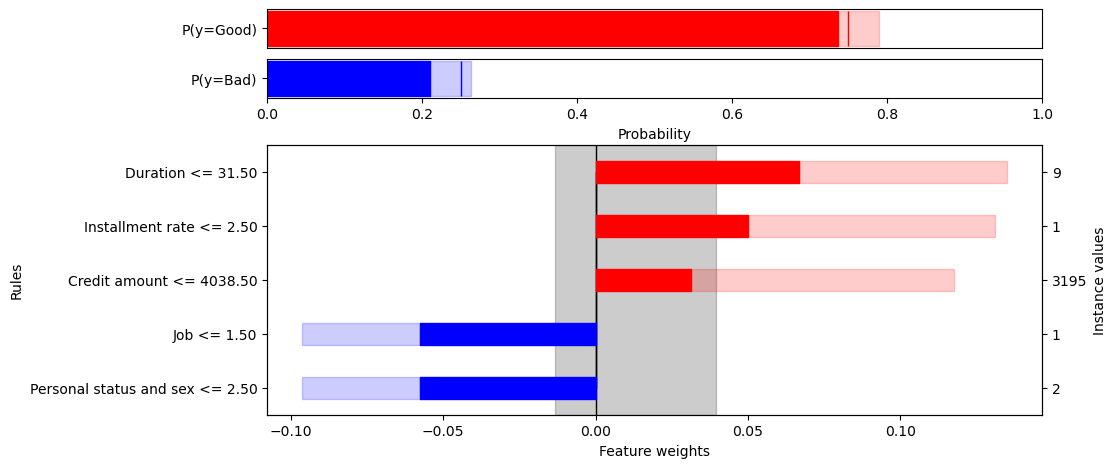 P(y=Good)
P(y=Bad)
0.0 0.2 0.4 0.6 0.8 1.0
Probability
Duration <= 31.50 9
Installment rate <= 2.50 1
Credit amount <= 4038.50 3195
Job <= 1.50 1
Personal status and sex <= 2.50 2
Rules
Instance values
−0.10 −0.05 0.00 0.05 0.10
Feature weights